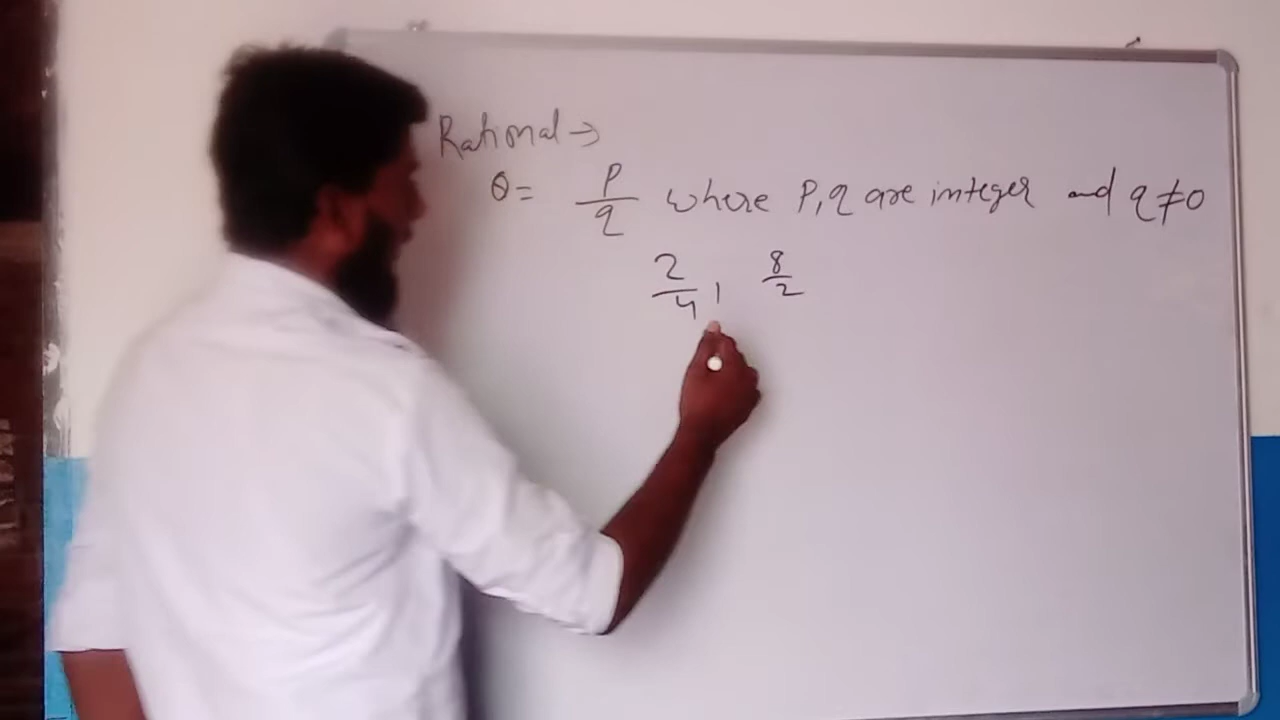 Rational →
Q = p/q where p, q are integer and q ≠ 0
2/4, 8/2